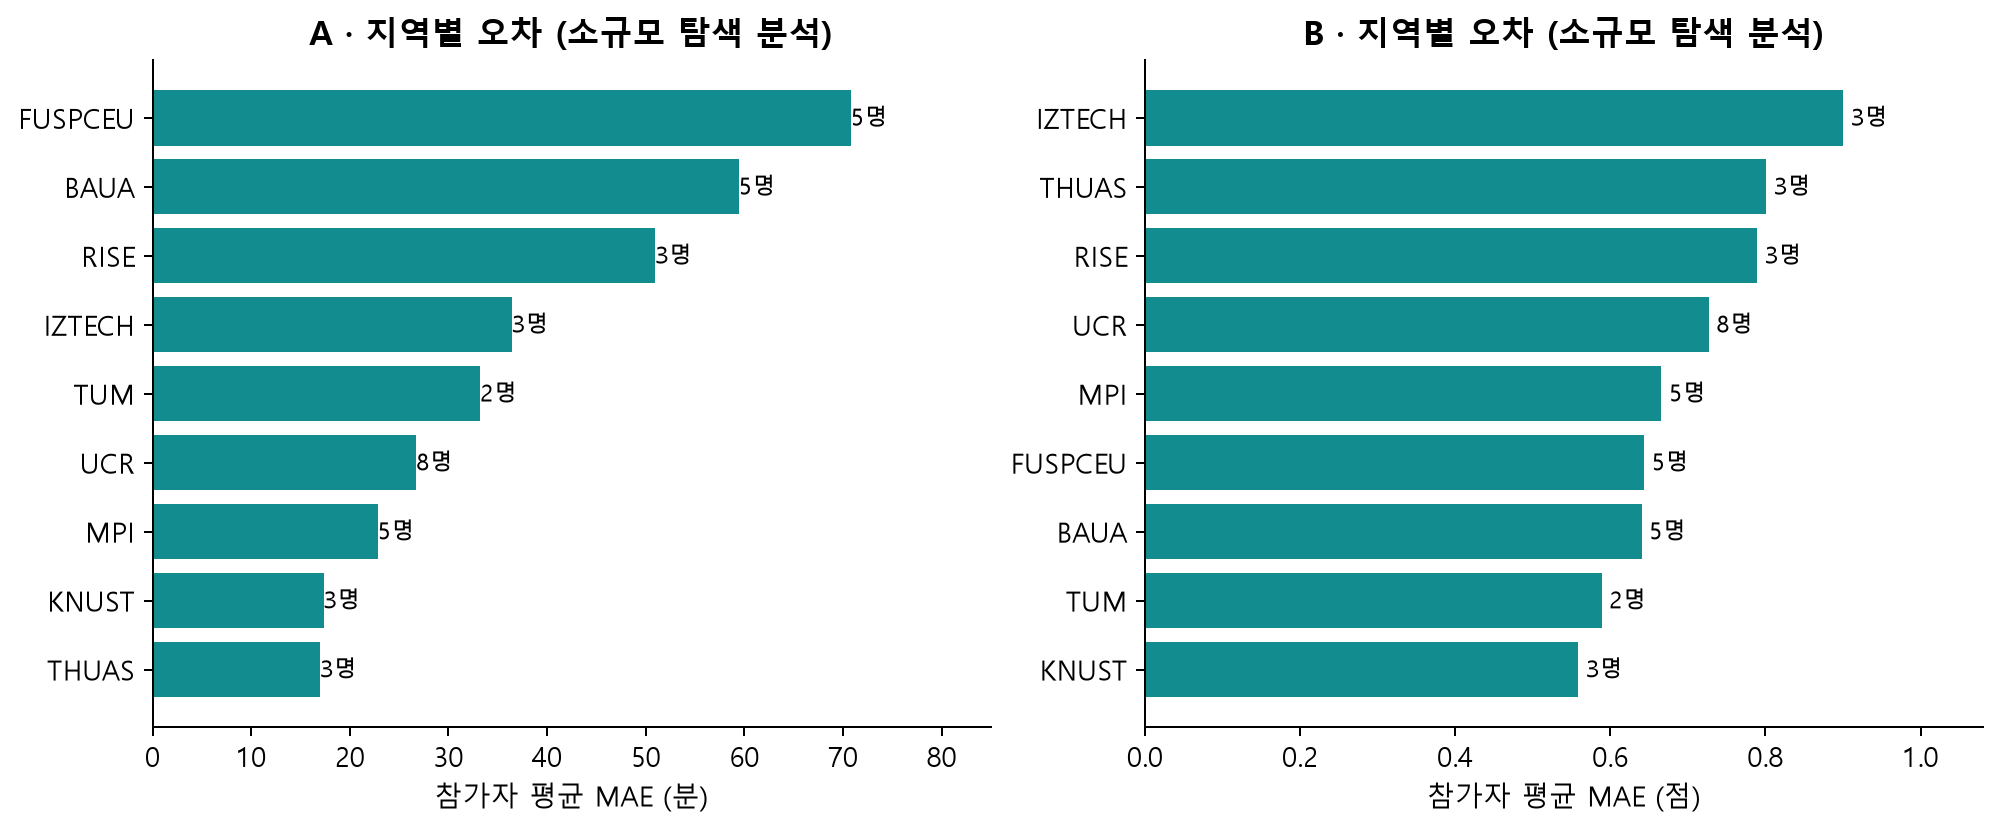 A · 지역별 오차 (소규모 탐색 분석)
FUSPCEU 5명
BAUA 5명
RISE 3명
IZTECH 3명
TUM 2명
UCR 8명
MPI 5명
KNUST 3명
THUAS 3명
0 10 20 30 40 50 60 70 80
참가자 평균 MAE (분)
B · 지역별 오차 (소규모 탐색 분석)
IZTECH 3명
THUAS 3명
RISE 3명
UCR 8명
MPI 5명
FUSPCEU 5명
BAUA 5명
TUM 2명
KNUST 3명
0.0 0.2 0.4 0.6 0.8 1.0
참가자 평균 MAE (점)